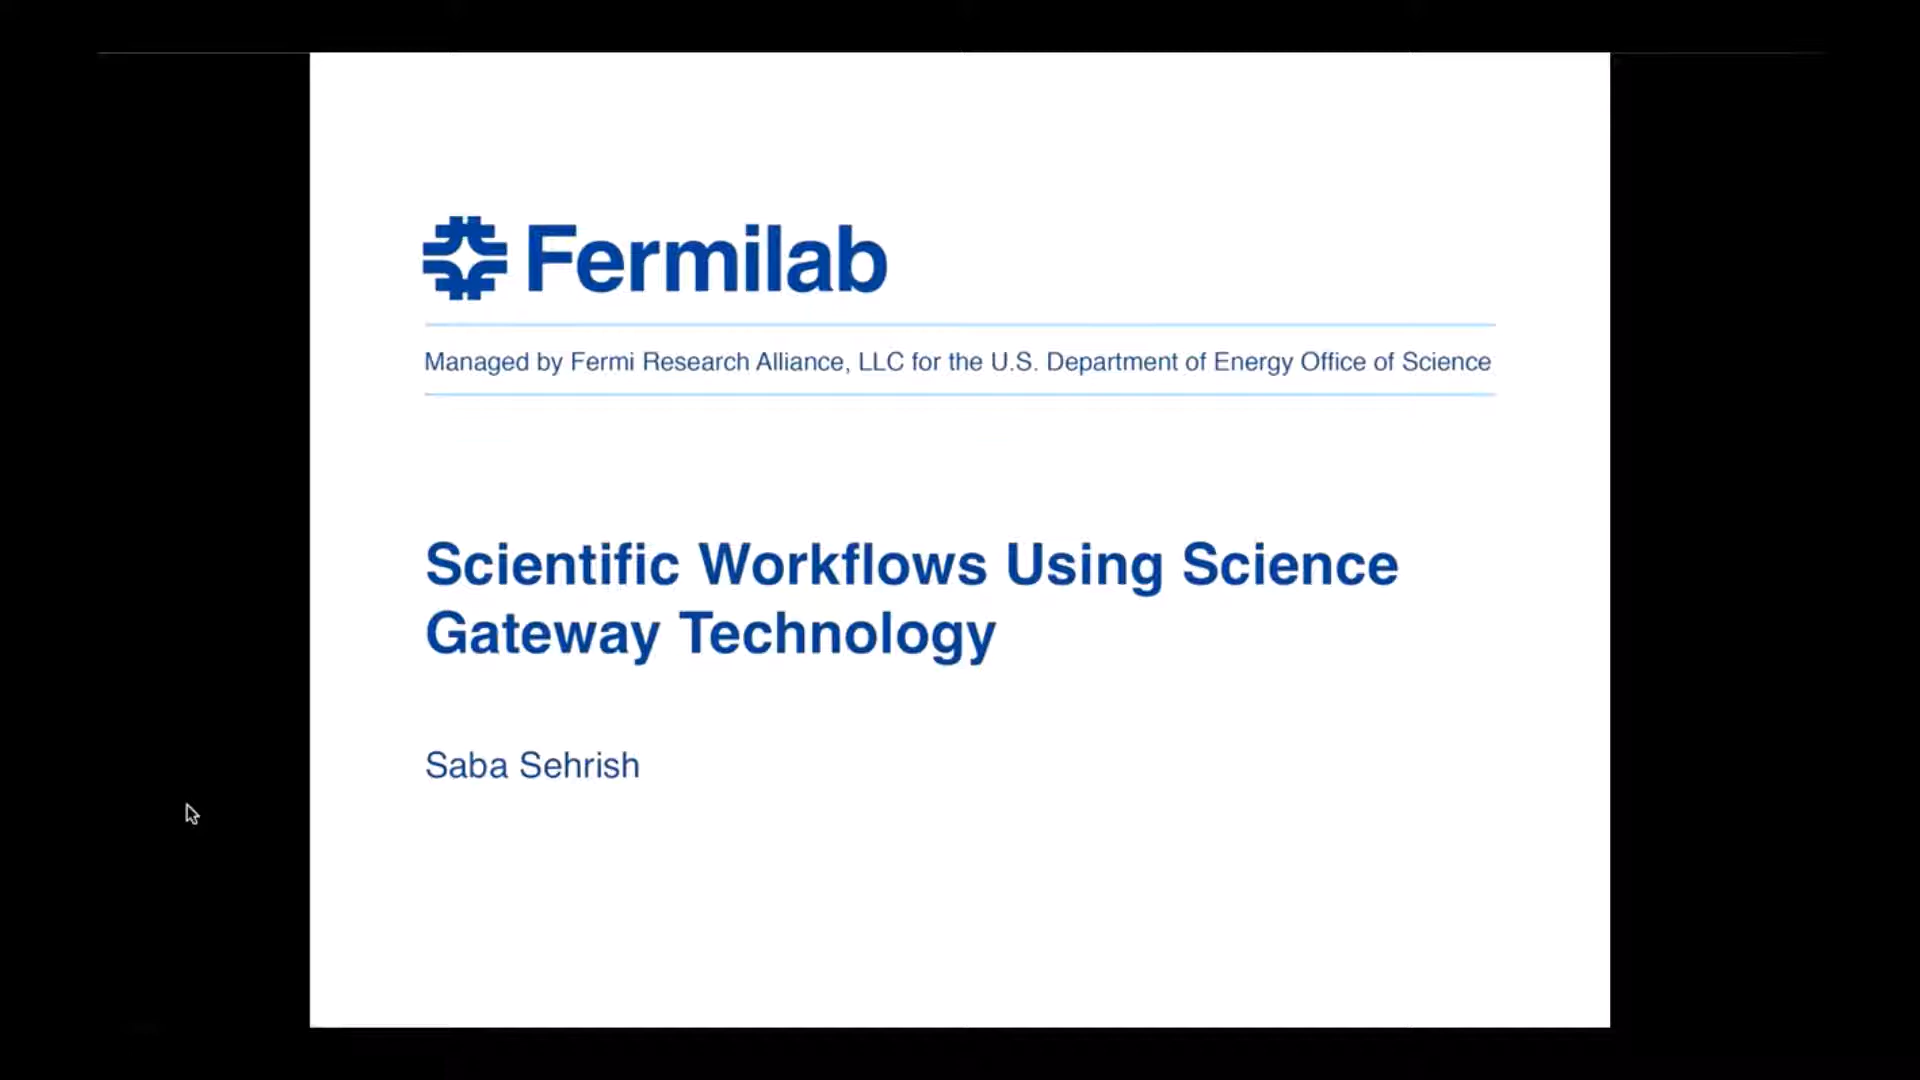 Fermilab
Managed by Fermi Research Alliance, LLC for the U.S. Department of Energy Office of Science
Scientific Workflows Using Science
Gateway Technology
Saba Sehrish